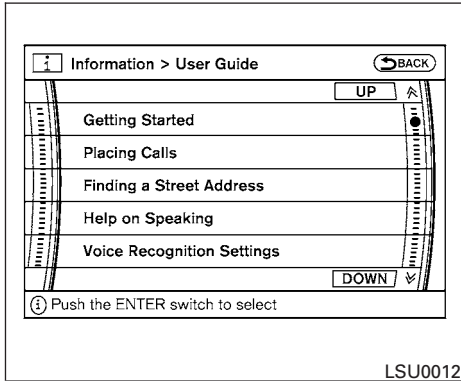 i Information > User Guide BACK
UP
Getting Started
Placing Calls
Finding a Street Address
Help on Speaking
Voice Recognition Settings
DOWN
i Push the ENTER switch to select
LSU0012